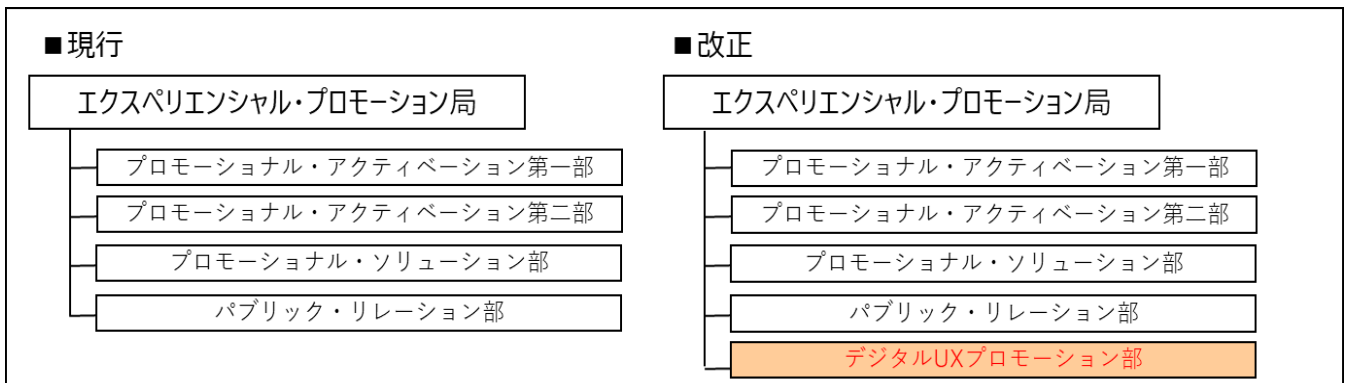 ■現行
エクスペリエンシャル・プロモーション局
プロモーショナル・アクティベーション第一部
プロモーショナル・アクティベーション第二部
プロモーショナル・ソリューション部
パブリック・リレーション部
■改正
エクスペリエンシャル・プロモーション局
プロモーショナル・アクティベーション第一部
プロモーショナル・アクティベーション第二部
プロモーショナル・ソリューション部
パブリック・リレーション部
デジタルUXプロモーション部